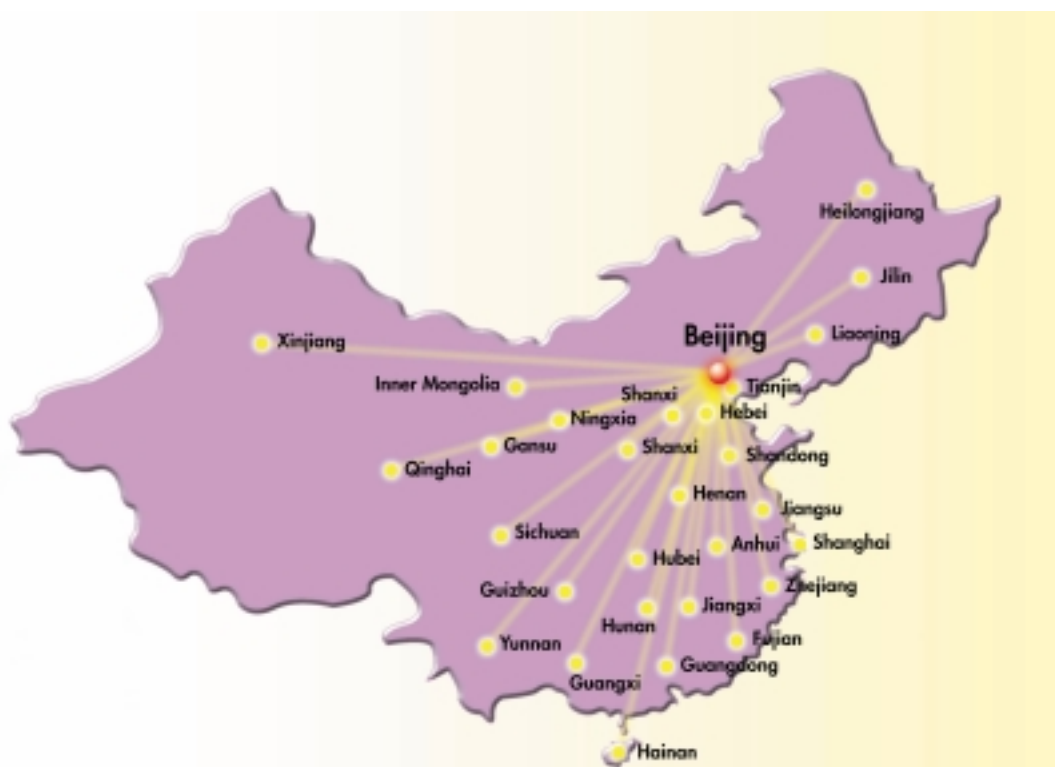 Heilongjiang
Jilin
Beijing
Liaoning
Xinjiang
Inner Mongolia
Tianjin
Shanxi
Ningxia
Hebei
Gansu
Shanxi
Shandong
Qinghai
Henan
Jiangsu
Sichuan
Anhui
Shanghai
Hubei
Guizhou
Zhejiang
Jiangxi
Hunan
Yunnan
Fujian
Guangdong
Guangxi
Hainan